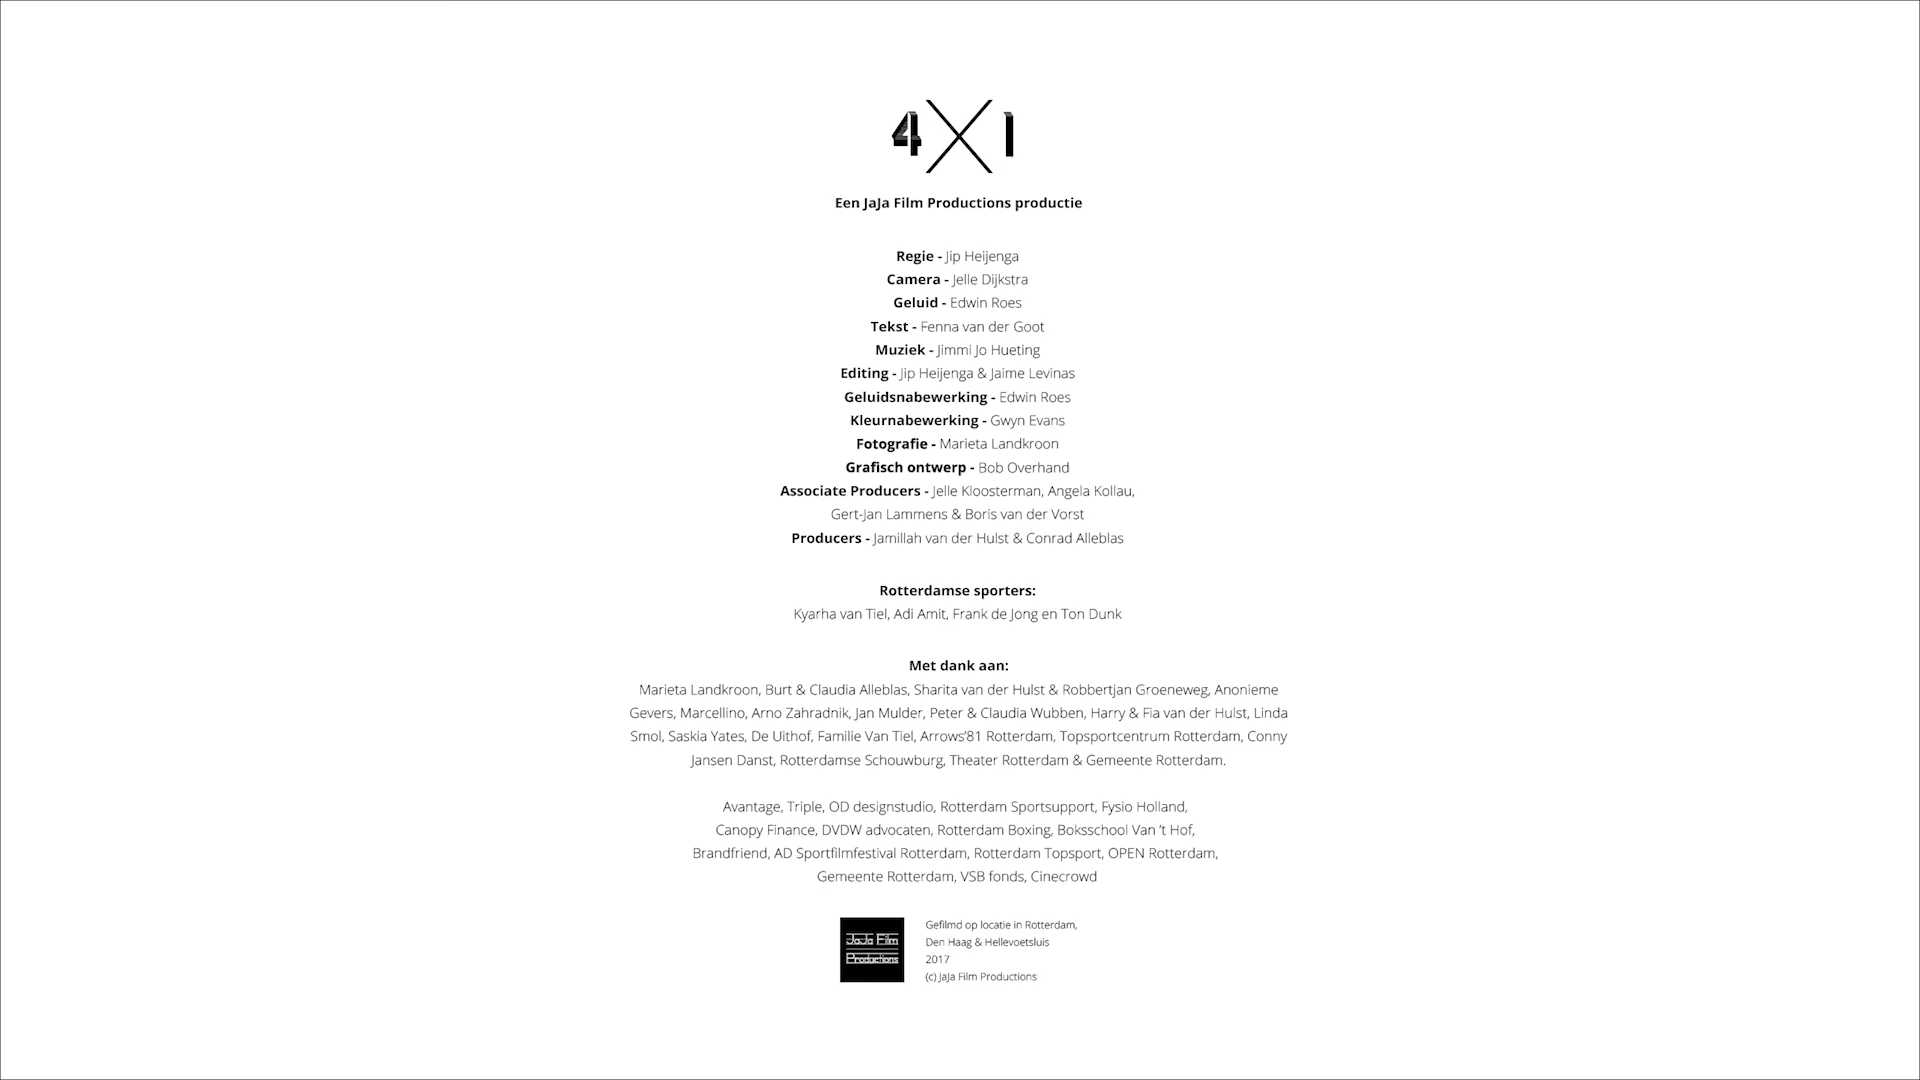 4X1
Een JaJa Film Productions productie
Regie - Jip Heijenga
Camera - Jelle Dijkstra
Geluid - Edwin Roes
Tekst - Fenna van der Goot
Muziek - Jimmi Jo Hueting
Editing - Jip Heijenga & Jaime Levinas
Geluidsnabewerking - Edwin Roes
Kleurnabewerking - Gwyn Evans
Fotografie - Marieta Landkroon
Grafisch ontwerp - Bob Overhand
Associate Producers - Jelle Kloosterman, Angela Kollau,
Gert-Jan Lammens & Boris van der Vorst
Producers - Jamillah van der Hulst & Conrad Alleblas
Rotterdamse sporters:
Kyarha van Tiel, Adi Amit, Frank de Jong en Ton Dunk
Met dank aan:
Marieta Landkroon, Burt & Claudia Alleblas, Sharita van der Hulst & Robbertjan Groeneweg, Anonieme
Gevers, Marcellino, Arno Zahradnik, Jan Mulder, Peter & Claudia Wubben, Harry & Fia van der Hulst, Linda
Smol, Saskia Yates, De Uithof, Familie Van Tiel, Arrows’81 Rotterdam, Topsportcentrum Rotterdam, Conny
Jansen Danst, Rotterdamse Schouwburg, Theater Rotterdam & Gemeente Rotterdam.
Avantage, Triple, OD designstudio, Rotterdam Sportsupport, Fysio Holland,
Canopy Finance, DVDW advocaten, Rotterdam Boxing, Boksschool Van ’t Hof,
Brandfriend, AD Sportfilmfestival Rotterdam, Rotterdam Topsport, OPEN Rotterdam,
Gemeente Rotterdam, VSB fonds, Cinecrowd
JaJa Film
Productions
Gefilmd op locatie in Rotterdam,
Den Haag & Hellevoetsluis
2017
(c) JaJa Film Productions